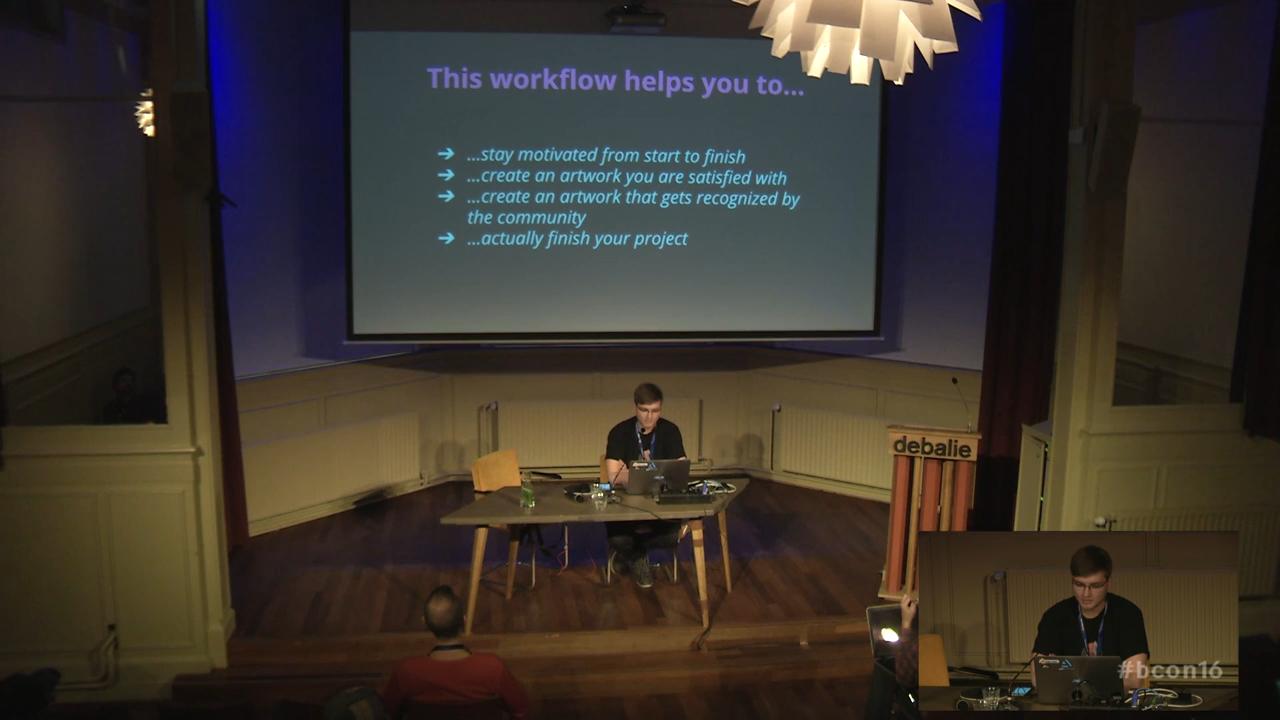 This workflow helps you to...
➔ ...stay motivated from start to finish
➔ ...create an artwork you are satisfied with
➔ ...create an artwork that gets recognized by
the community
➔ ...actually finish your project
debalie
#bcon16